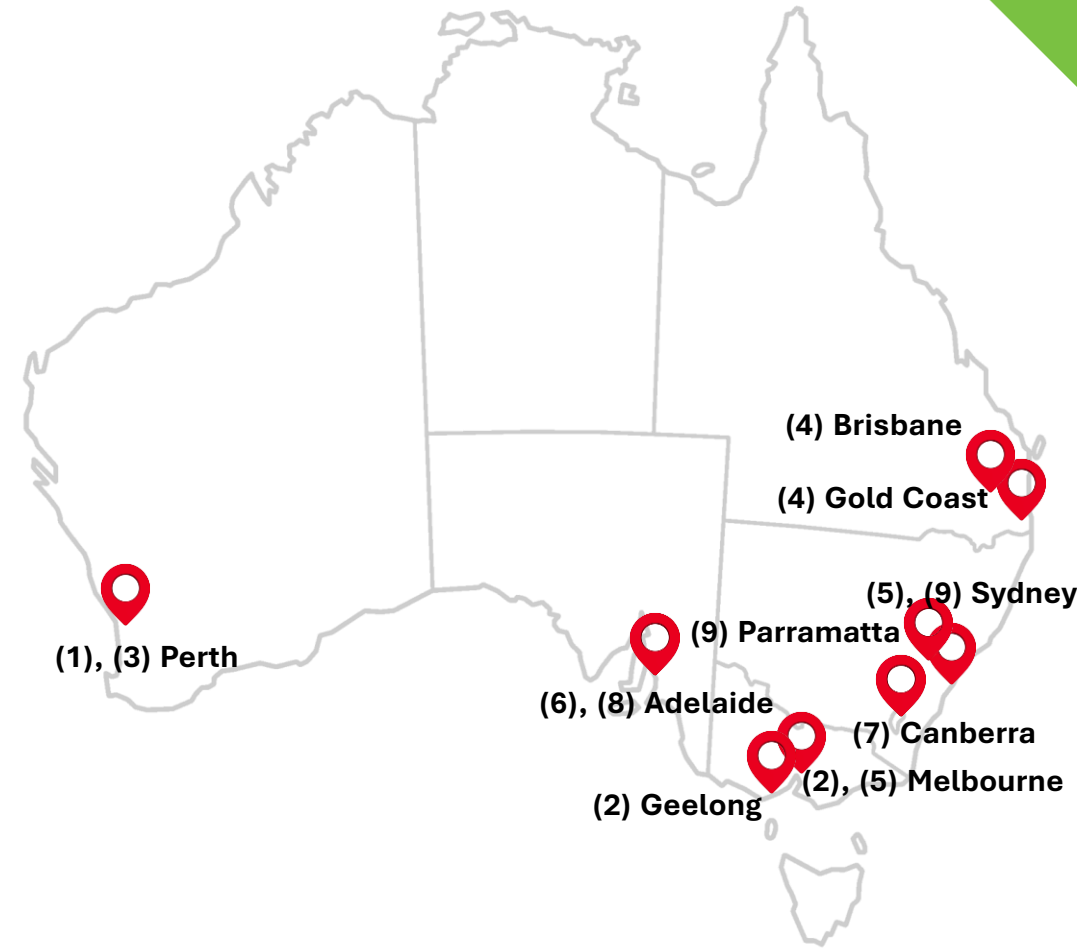 (4) Brisbane
(4) Gold Coast
(5), (9) Sydney
(9) Parramatta
(1), (3) Perth
(6), (8) Adelaide
(7) Canberra
(2), (5) Melbourne
(2) Geelong